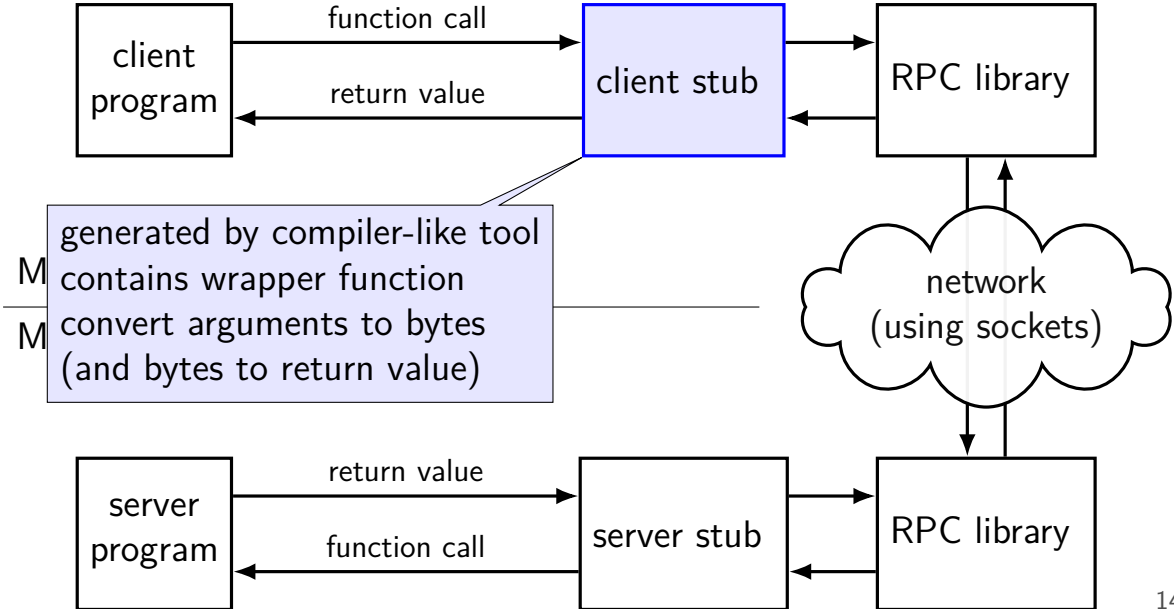 function call
client
program
return value
client stub
RPC library
generated by compiler-like tool
contains wrapper function
convert arguments to bytes
(and bytes to return value)
M
M
network
(using sockets)
return value
server
program
function call
server stub
RPC library
14